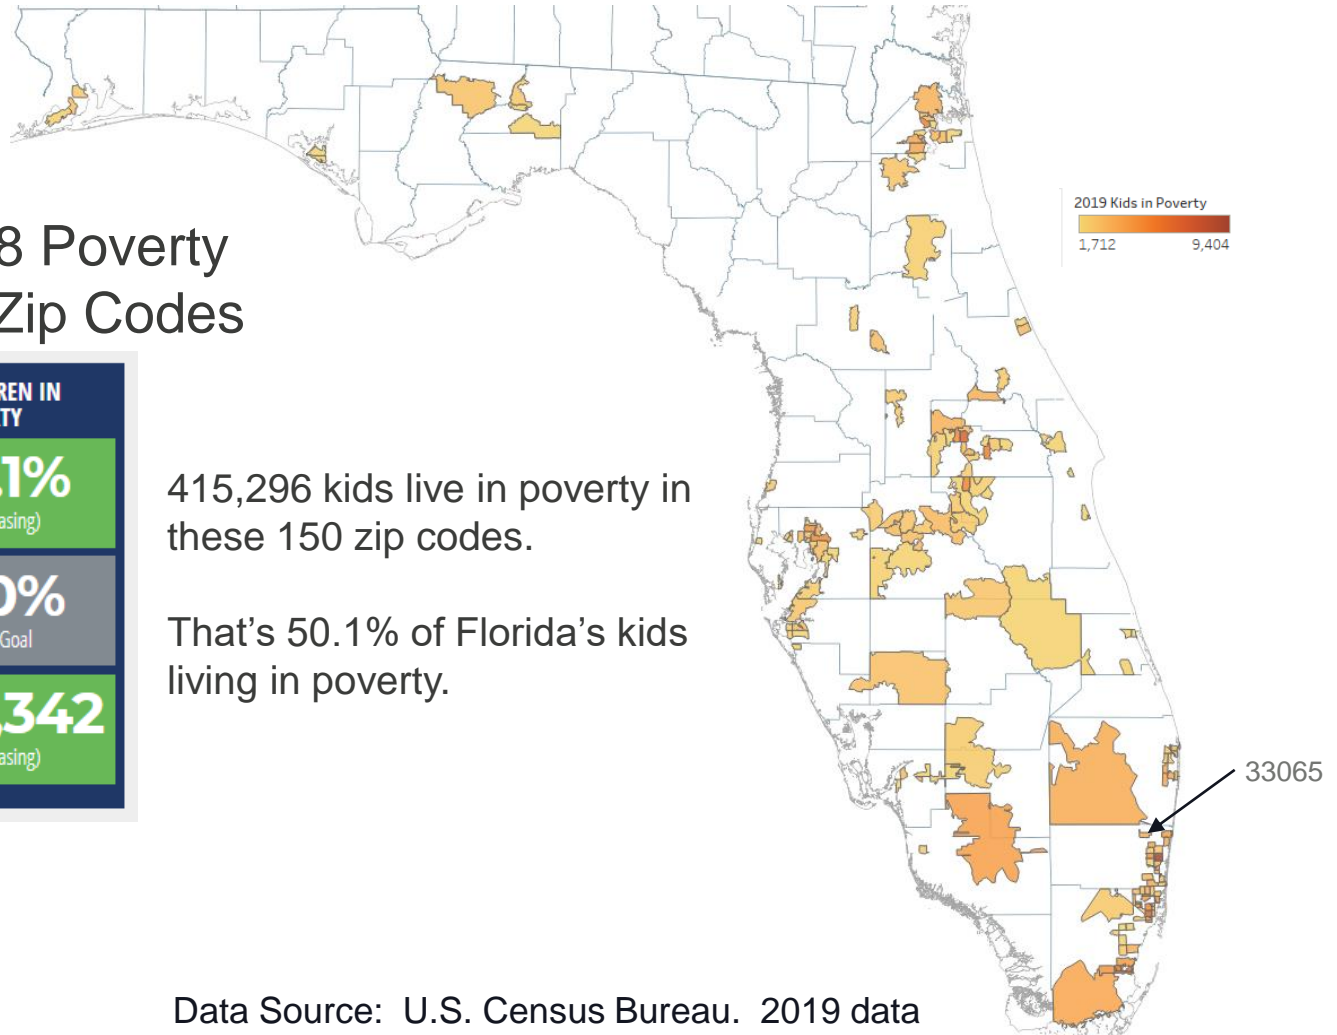 8 Poverty
Zip Codes
REN IN
TY
.1%
asing)
0%
Goal
,342
asing)
415,296 kids live in poverty in
these 150 zip codes.
That’s 50.1% of Florida’s kids
living in poverty.
2019 Kids in Poverty
1,712 9,404
33065
Data Source: U.S. Census Bureau. 2019 data